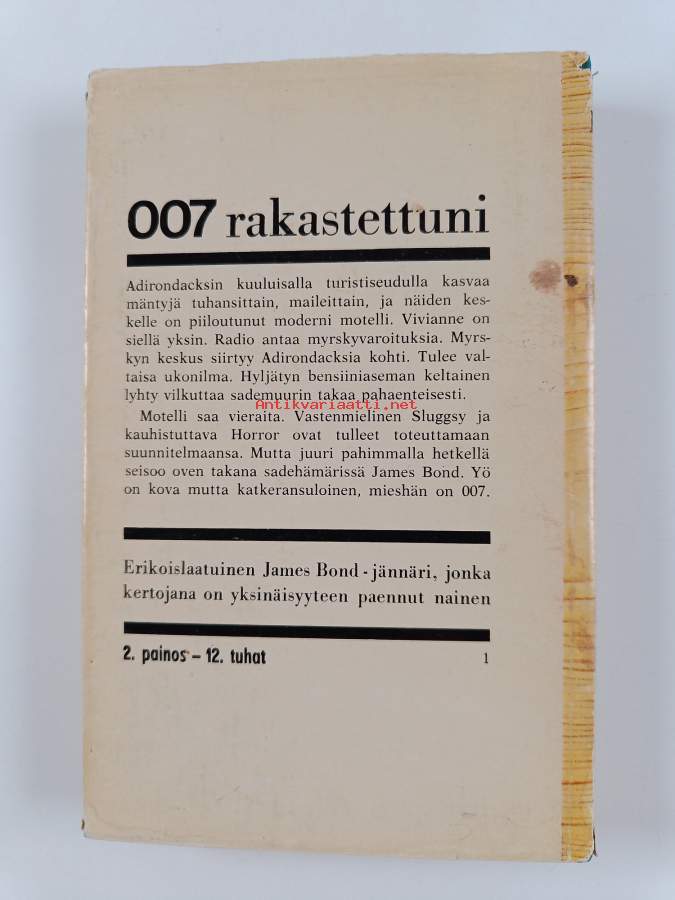 007 rakastettuni
Adirondacksin kuuluisalla turistiseudulla kasvaa
mäntyjä tuhansittain, maileittain, ja näiden kes-
kelle on piiloutunut moderni motelli. Vivianne on
siellä yksin. Radio antaa myrskyvaroituksia. Myrs-
kyn keskus siirtyy Adirondacksia kohti. Tulee val-
taisa ukonilma. Hyljätyn bensiiniaseman keltainen
lyhty vilkuttaa sademuurin takaa pahaenteisesti.
Antikvariaatti.net
Motelli saa vieraita. Vastenmielinen Sluggsy ja
kauhistuttava Horror ovat tulleet toteuttamaan
suunnitelmaansa. Mutta juuri pahimmalla hetkellä
seisoo oven takana sadehämärissä James Bond. Yö
on kova mutta katkeransuloinen, mieshän on 007.
Erikoislaatuinen James Bond - jännäri, jonka
kertojana on yksinäisyyteen paennut nainen
2. painos – 12. tuhat 1